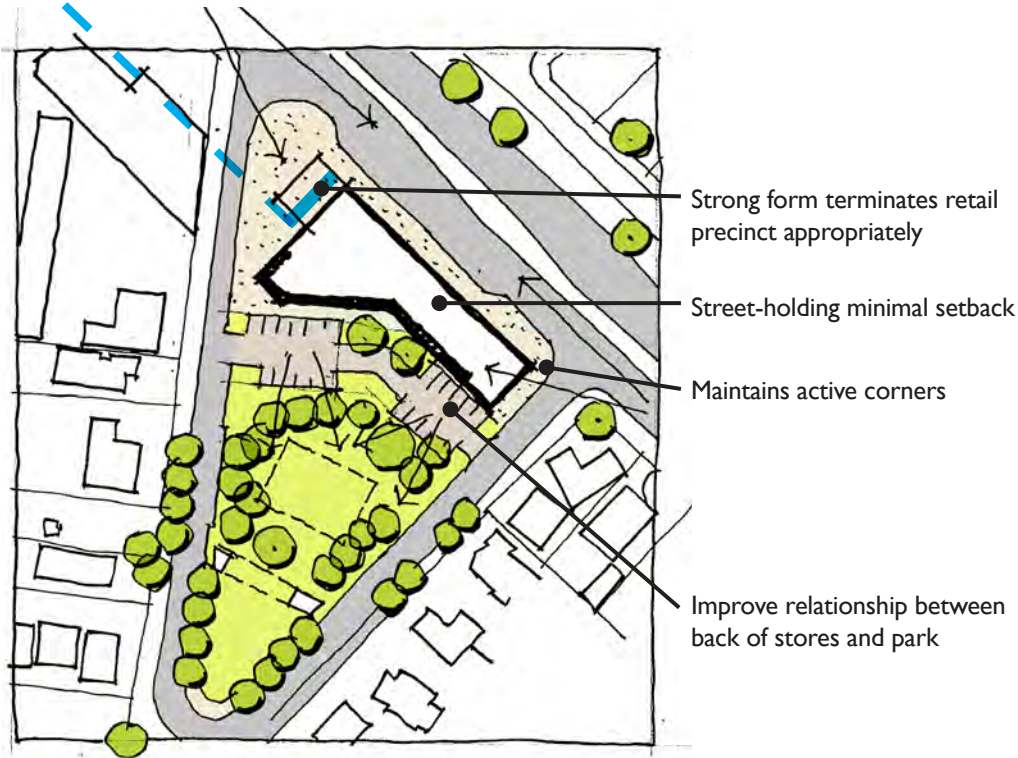 Strong form terminates retail
precinct appropriately
Street-holding minimal setback
Maintains active corners
Improve relationship between
back of stores and park